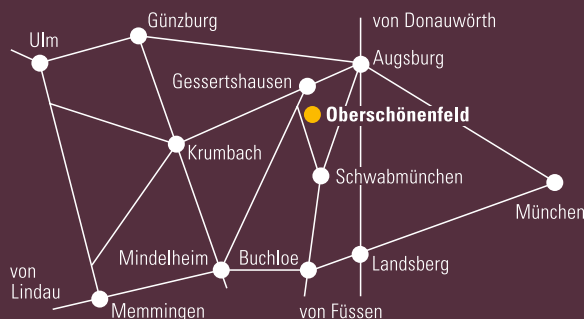 Günzburg
von Donauwörth
Ulm
Augsburg
Gessertshausen
Oberschönenfeld
Krumbach
Schwabmünchen
München
Mindelheim
Buchloe
Landsberg
von
Lindau
Memmingen
von Füssen